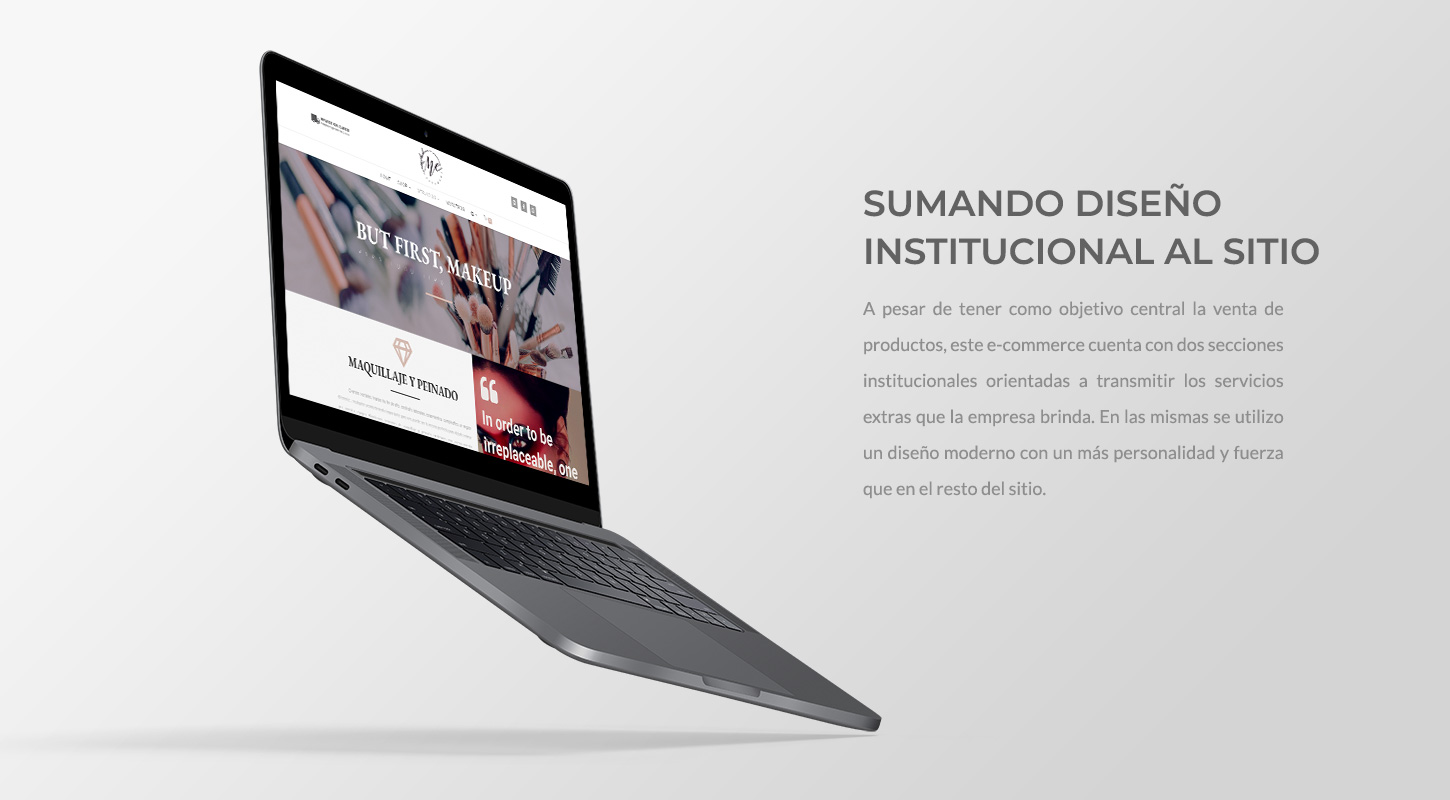 BUT FIRST, MAKEUP
MAQUILLAJE Y PEINADO
In order to be
irreplaceable, one
SUMANDO DISEÑO
INSTITUCIONAL AL SITIO
A pesar de tener como objetivo central la venta de
productos, este e-commerce cuenta con dos secciones
institucionales orientadas a transmitir los servicios
extras que la empresa brinda. En las mismas se utilizo
un diseño moderno con un más personalidad y fuerza
que en el resto del sitio.